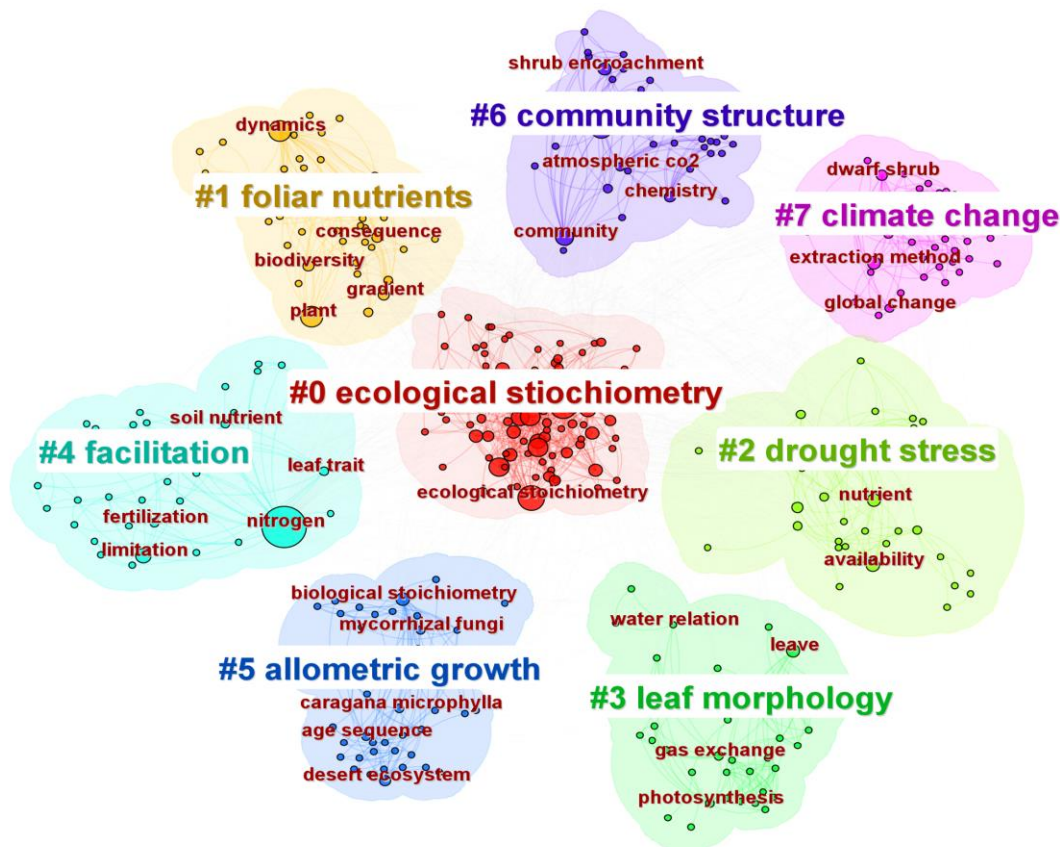 shrub encroachment
#6 community structure
atmospheric co2
chemistry
community
dynamics
#1 foliar nutrients
consequence
biodiversity
gradient
plant
dwarf shrub
#7 climate change
extraction method
global change
#0 ecological stiochiometry
ecological stoichiometry
soil nutrient
#4 facilitation
leaf trait
fertilization
nitrogen
limitation
#2 drought stress
nutrient
availability
biological stoichiometry
mycorrhizal fungi
#5 allometric growth
caragana microphylla
age sequence
desert ecosystem
water relation
leave
#3 leaf morphology
gas exchange
photosynthesis